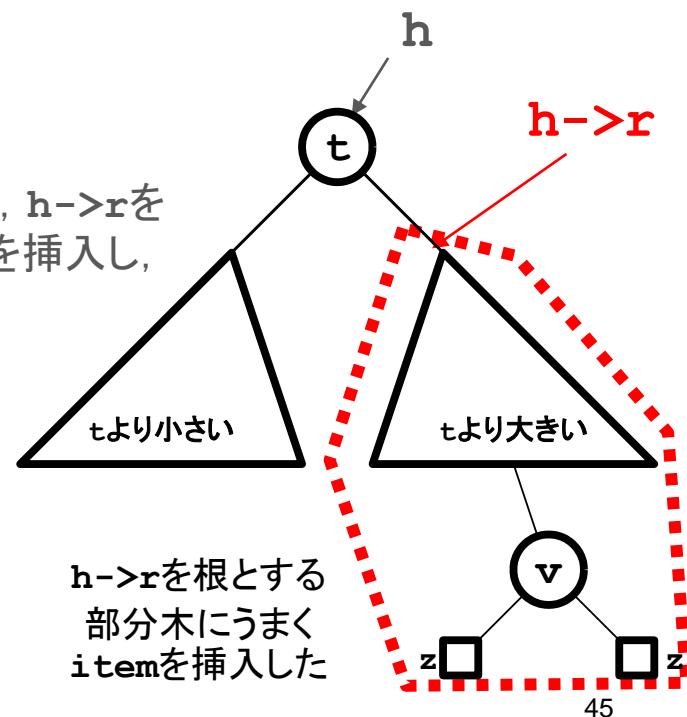 h
h->r
t
, h->rを
を挿入し,
tより小さい
tより大きい
v
h->rを根とする
部分木にうまく
itemを挿入した
z
z
45